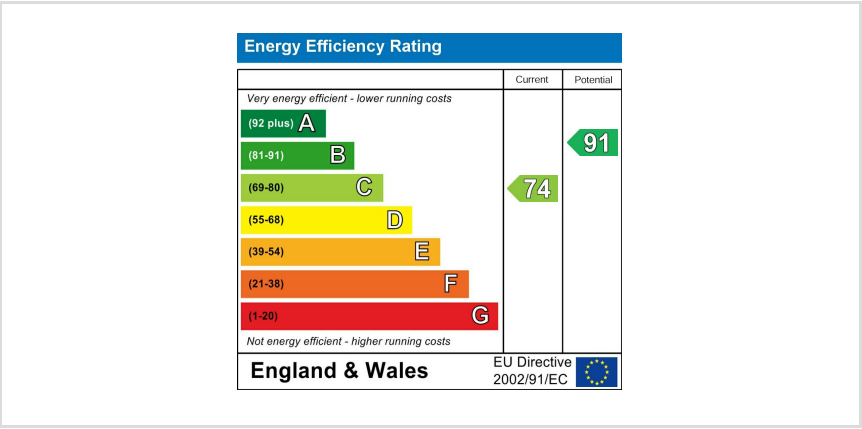 Energy Efficiency Rating
Current Potential
Very energy efficient - lower running costs
(92 plus) A
(81-91) B
91
(69-80) C
74
(55-68) D
(39-54) E
(21-38) F
(1-20) G
Not energy efficient - higher running costs
England & Wales
EU Directive
2002/91/EC